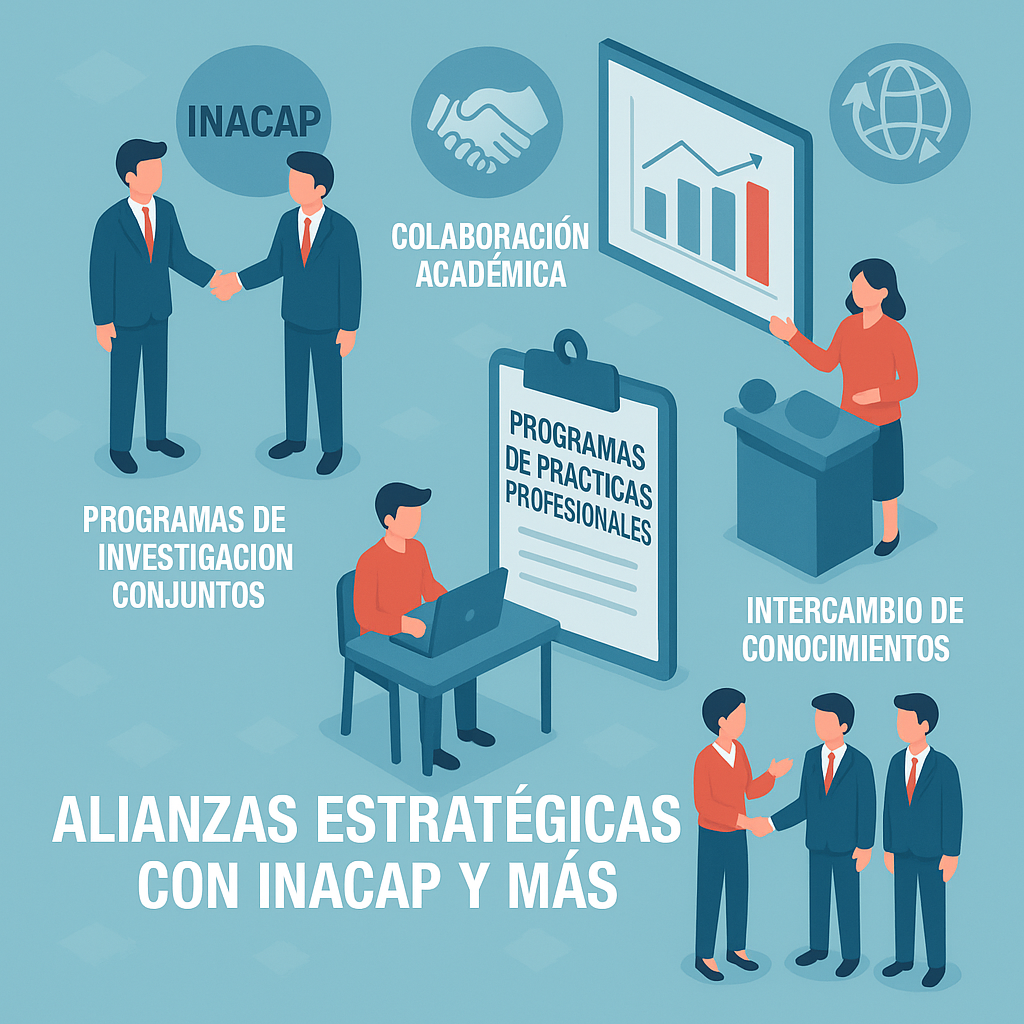 INACAP
COLABORACIÓN
ACADÉMICA
PROGRAMAS
DE PRACTICAS
PROFESIONALES
PROGRAMAS DE
INVESTIGACION
CONJUNTOS
INTERCAMBIO DE
CONOCIMIENTOS
ALIANZAS ESTRATÉGICAS
CON INACAP Y MÁS